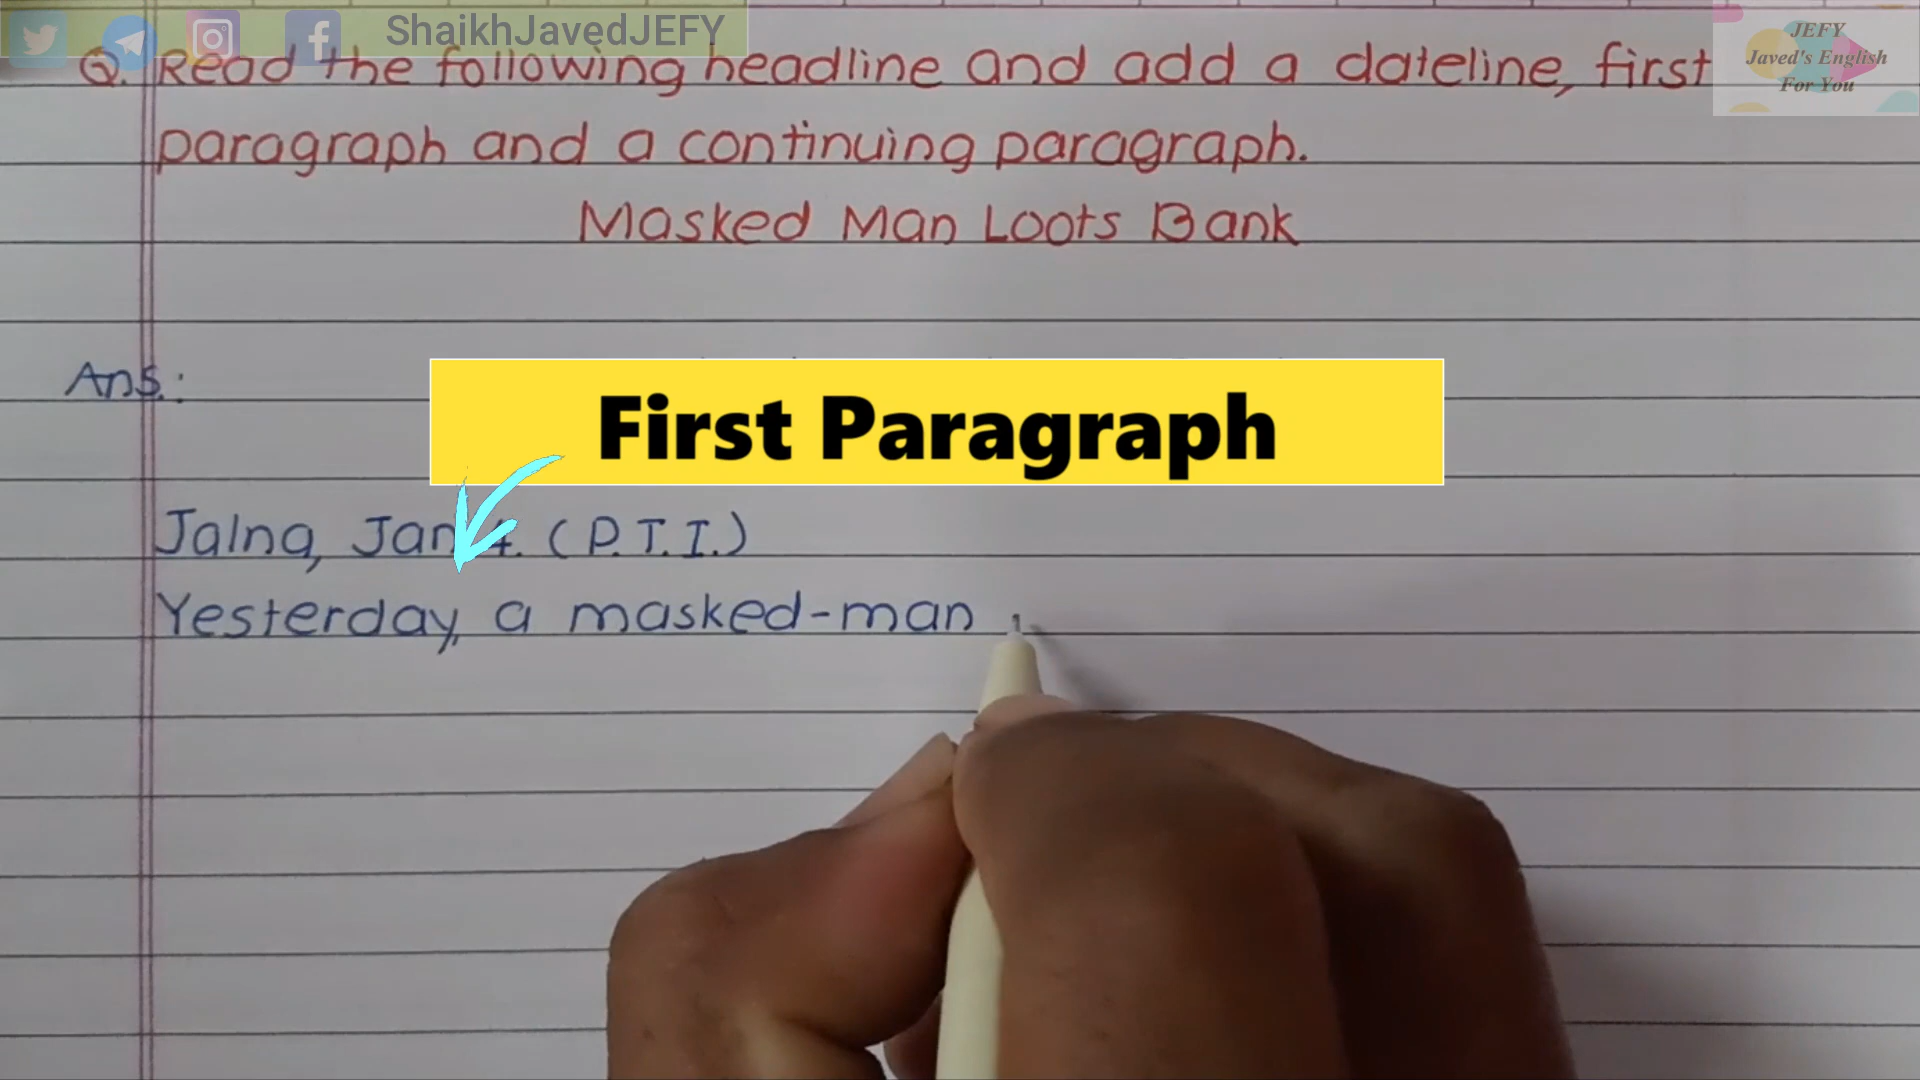 ShaikhJavedJEFY
JEFY
Javed's English
For You
Q. Read the following headline and add a dateline, first
paragraph and a continuing paragraph.
Masked Man Loots Bank
Ans.:
First Paragraph
Jalna, Jan 4. (P.T.I.)
Yesterday, a masked-man